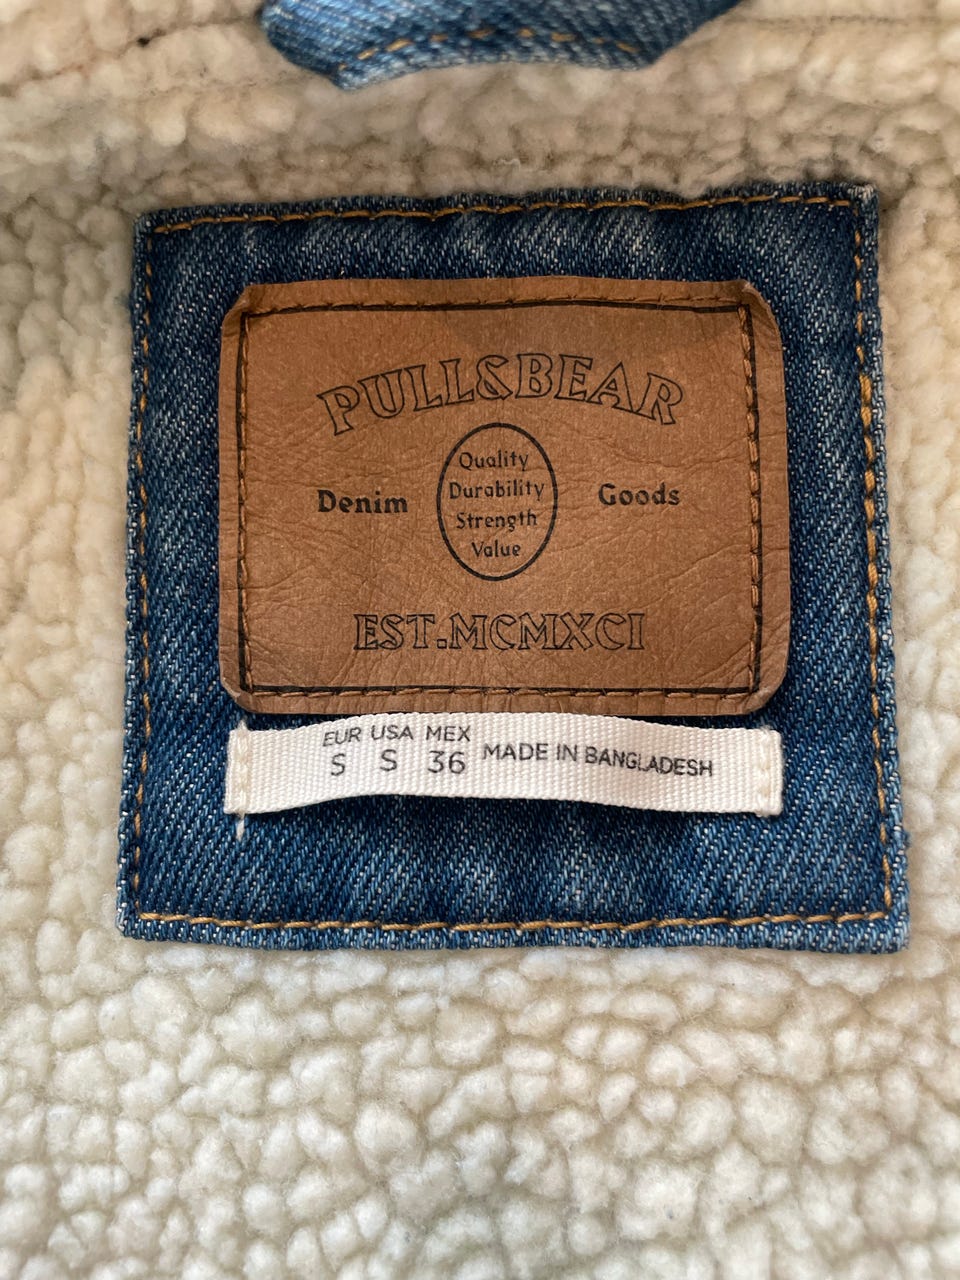 PULL&BEAR
Denim
Quality
Durability
Strength
Value
Goods
EST.MCMXCI
EUR USA MEX
S S 36
MADE IN BANGLADESH